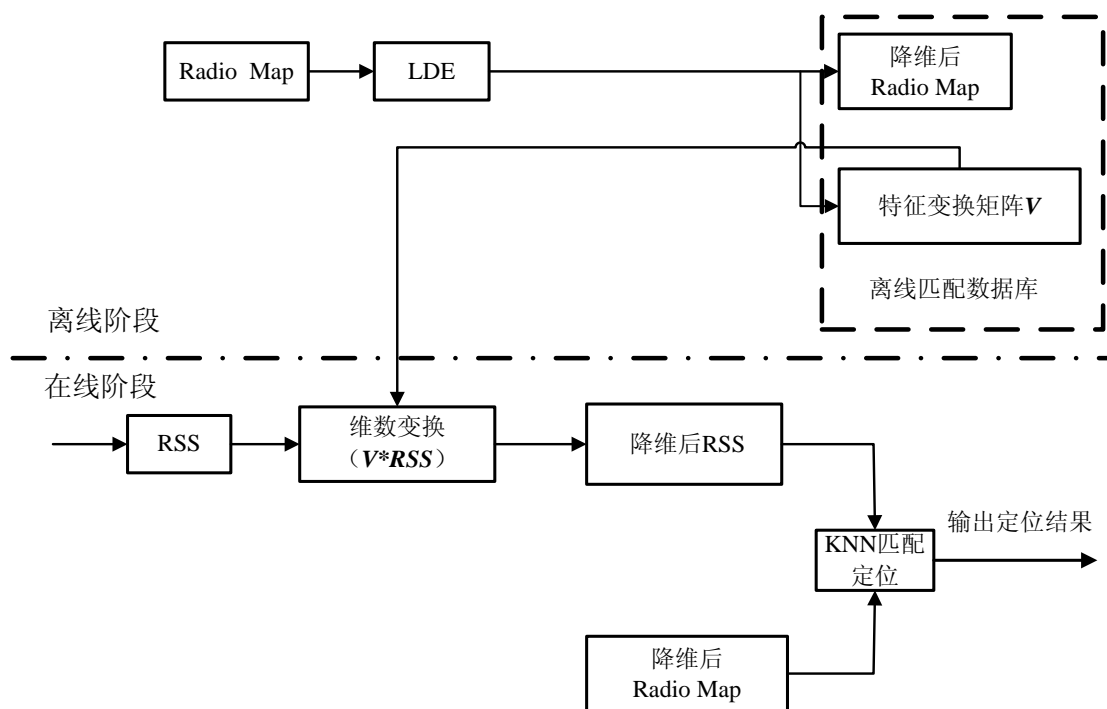 Radio Map
LDE
降维后
Radio Map
特征变换矩阵V
离线匹配数据库
离线阶段
在线阶段
RSS
维数变换
（V*RSS）
降维后RSS
KNN匹配
定位
输出定位结果
降维后
Radio Map